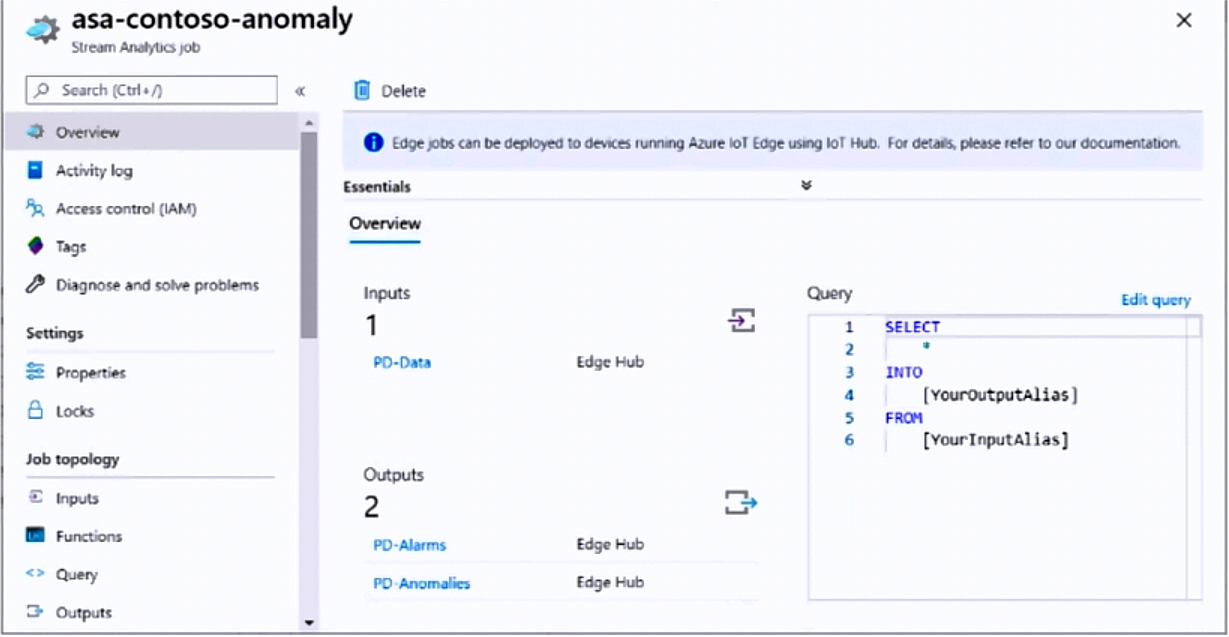 asa-contoso-anomaly
Stream Analytics job
Search (Ctrl+/)
Overview
Activity log
Access control (IAM)
Tags
Diagnose and solve problems
Settings
Properties
Locks
Job topology
Inputs
Functions
Query
Outputs
Delete
Edge jobs can be deployed to devices running Azure IoT Edge using IoT Hub. For details, please refer to our documentation.
Essentials
Overview
Inputs
1
PD-Data Edge Hub
Outputs
2
PD-Alarms Edge Hub
PD-Anomalies Edge Hub
Query Edit query
1 SELECT
2 *
3 INTO
4 [YourOutputAlias]
5 FROM
6 [YourInputAlias]